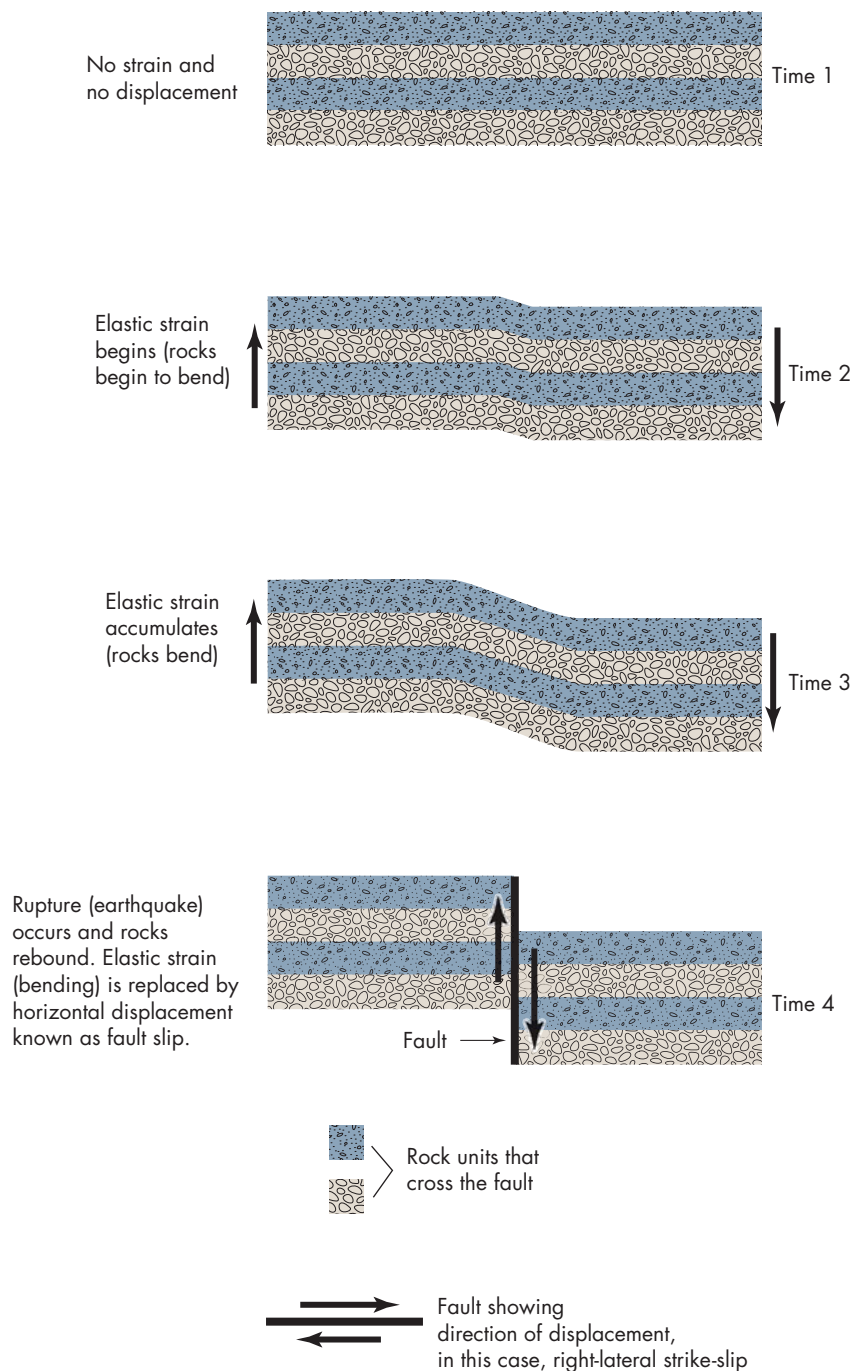 No strain and
no displacement
Time 1
Elastic strain
begins (rocks
begin to bend)
Time 2
Elastic strain
accumulates
(rocks bend)
Time 3
Rupture (earthquake)
occurs and rocks
rebound. Elastic strain
(bending) is replaced by
horizontal displacement
known as fault slip.
Time 4
Fault
Rock units that
cross the fault
Fault showing
direction of displacement,
in this case, right-lateral strike-slip